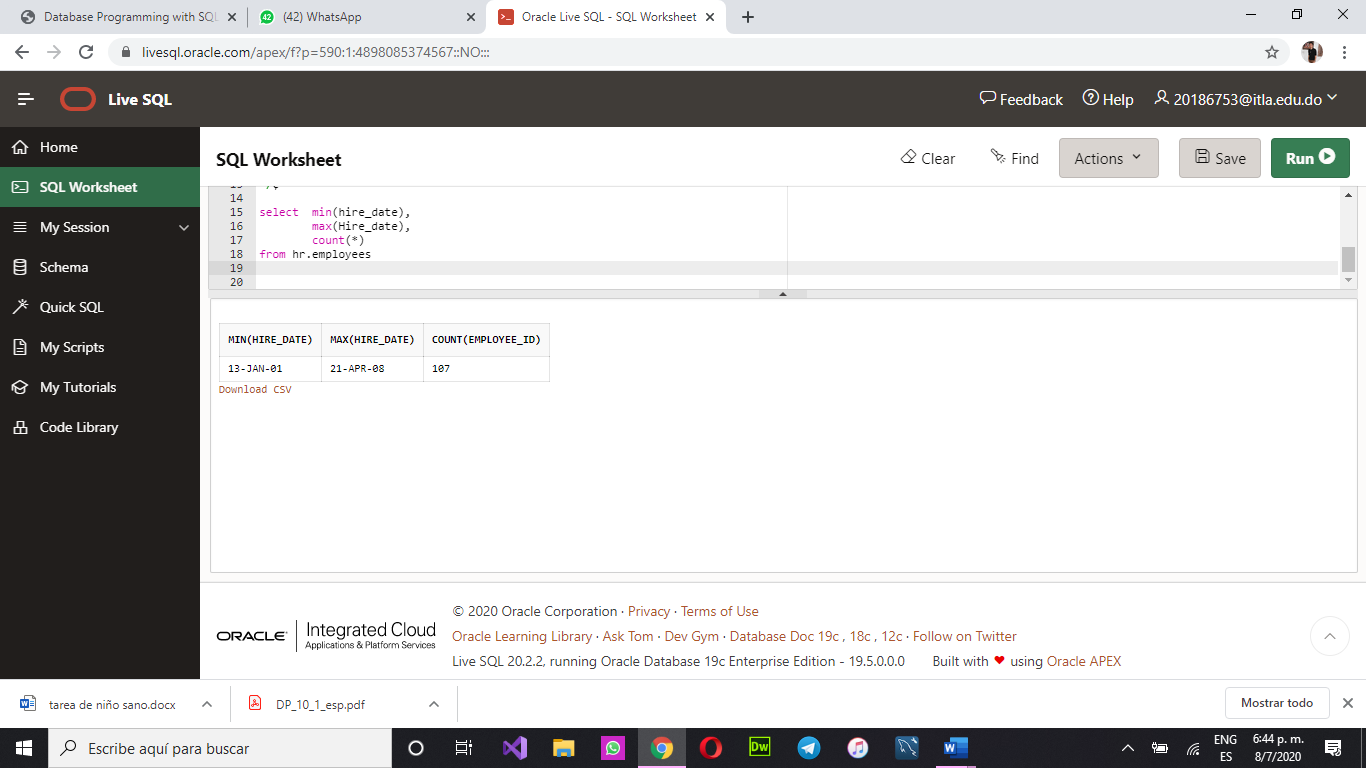 Database Programming with SQL
(42) WhatsApp
Oracle Live SQL - SQL Worksheet
livesql.oracle.com/apex/f?p=590:1:4898085374567::NO:::
Live SQL
Feedback
Help
20186753@itla.edu.do
Home
SQL Worksheet
My Session
Schema
Quick SQL
My Scripts
My Tutorials
Code Library
SQL Worksheet
Clear
Find
Actions
Save
Run
14
15 select min(hire_date),
16 max(Hire_date),
17 count(*)
18 from hr.employees
19
20
MIN(HIRE_DATE) MAX(HIRE_DATE) COUNT(EMPLOYEE_ID)
13-JAN-01 21-APR-08 107
Download CSV
ORACLE Integrated Cloud
Applications & Platform Services
© 2020 Oracle Corporation · Privacy · Terms of Use
Oracle Learning Library · Ask Tom · Dev Gym · Database Doc 19c , 18c , 12c · Follow on Twitter
Live SQL 20.2.2, running Oracle Database 19c Enterprise Edition - 19.5.0.0.0 Built with ❤ using Oracle APEX
tarea de niño sano.docx
DP_10_1_esp.pdf
Mostrar todo
Escribe aquí para buscar
Dw
ENG
ES
6:44 p. m.
8/7/2020